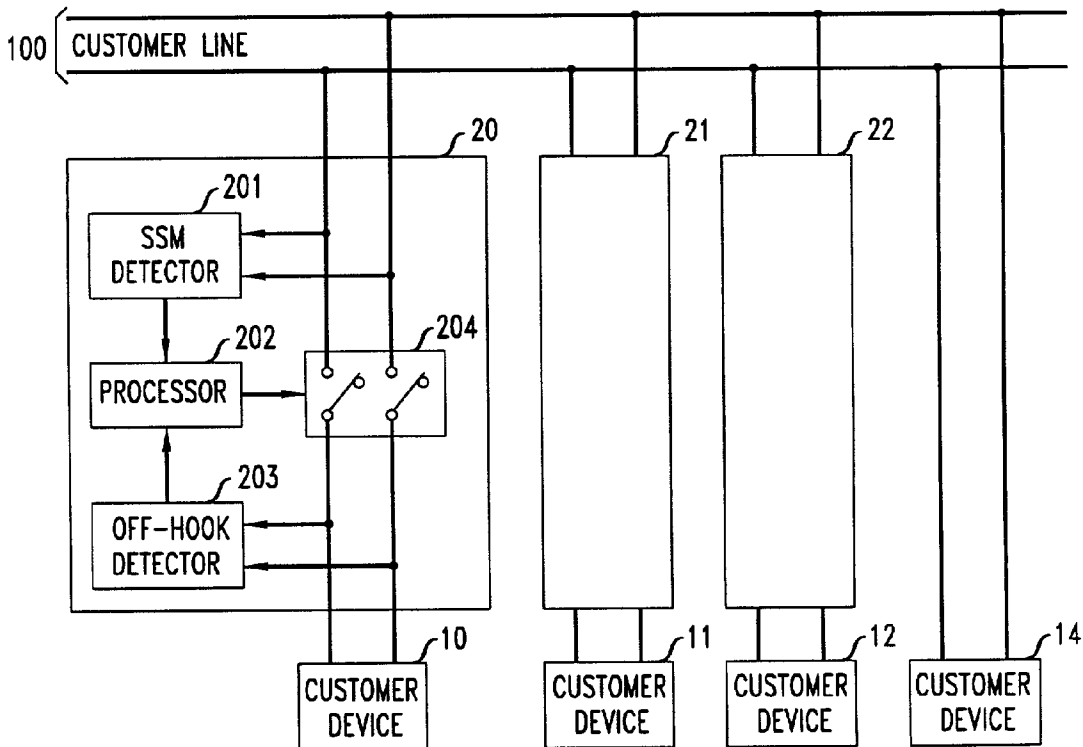 100
CUSTOMER LINE
20
21
22
201
SSM
DETECTOR
202
204
PROCESSOR
203
OFF-HOOK
DETECTOR
10
11
12
14
CUSTOMER
DEVICE
CUSTOMER
DEVICE
CUSTOMER
DEVICE
CUSTOMER
DEVICE